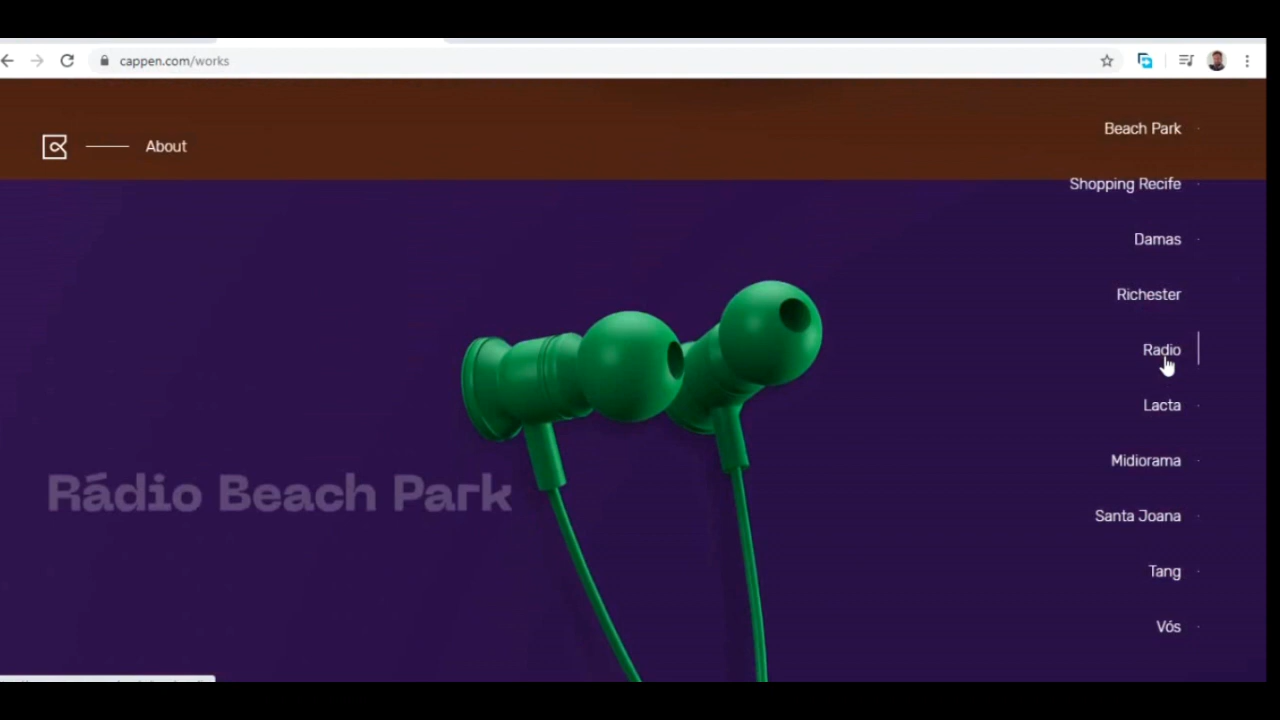 cappen.com/works
About
Beach Park
Shopping Recife
Damas
Richester
Radio
Lacta
Midiorama
Santa Joana
Tang
Vós
Rádio Beach Park